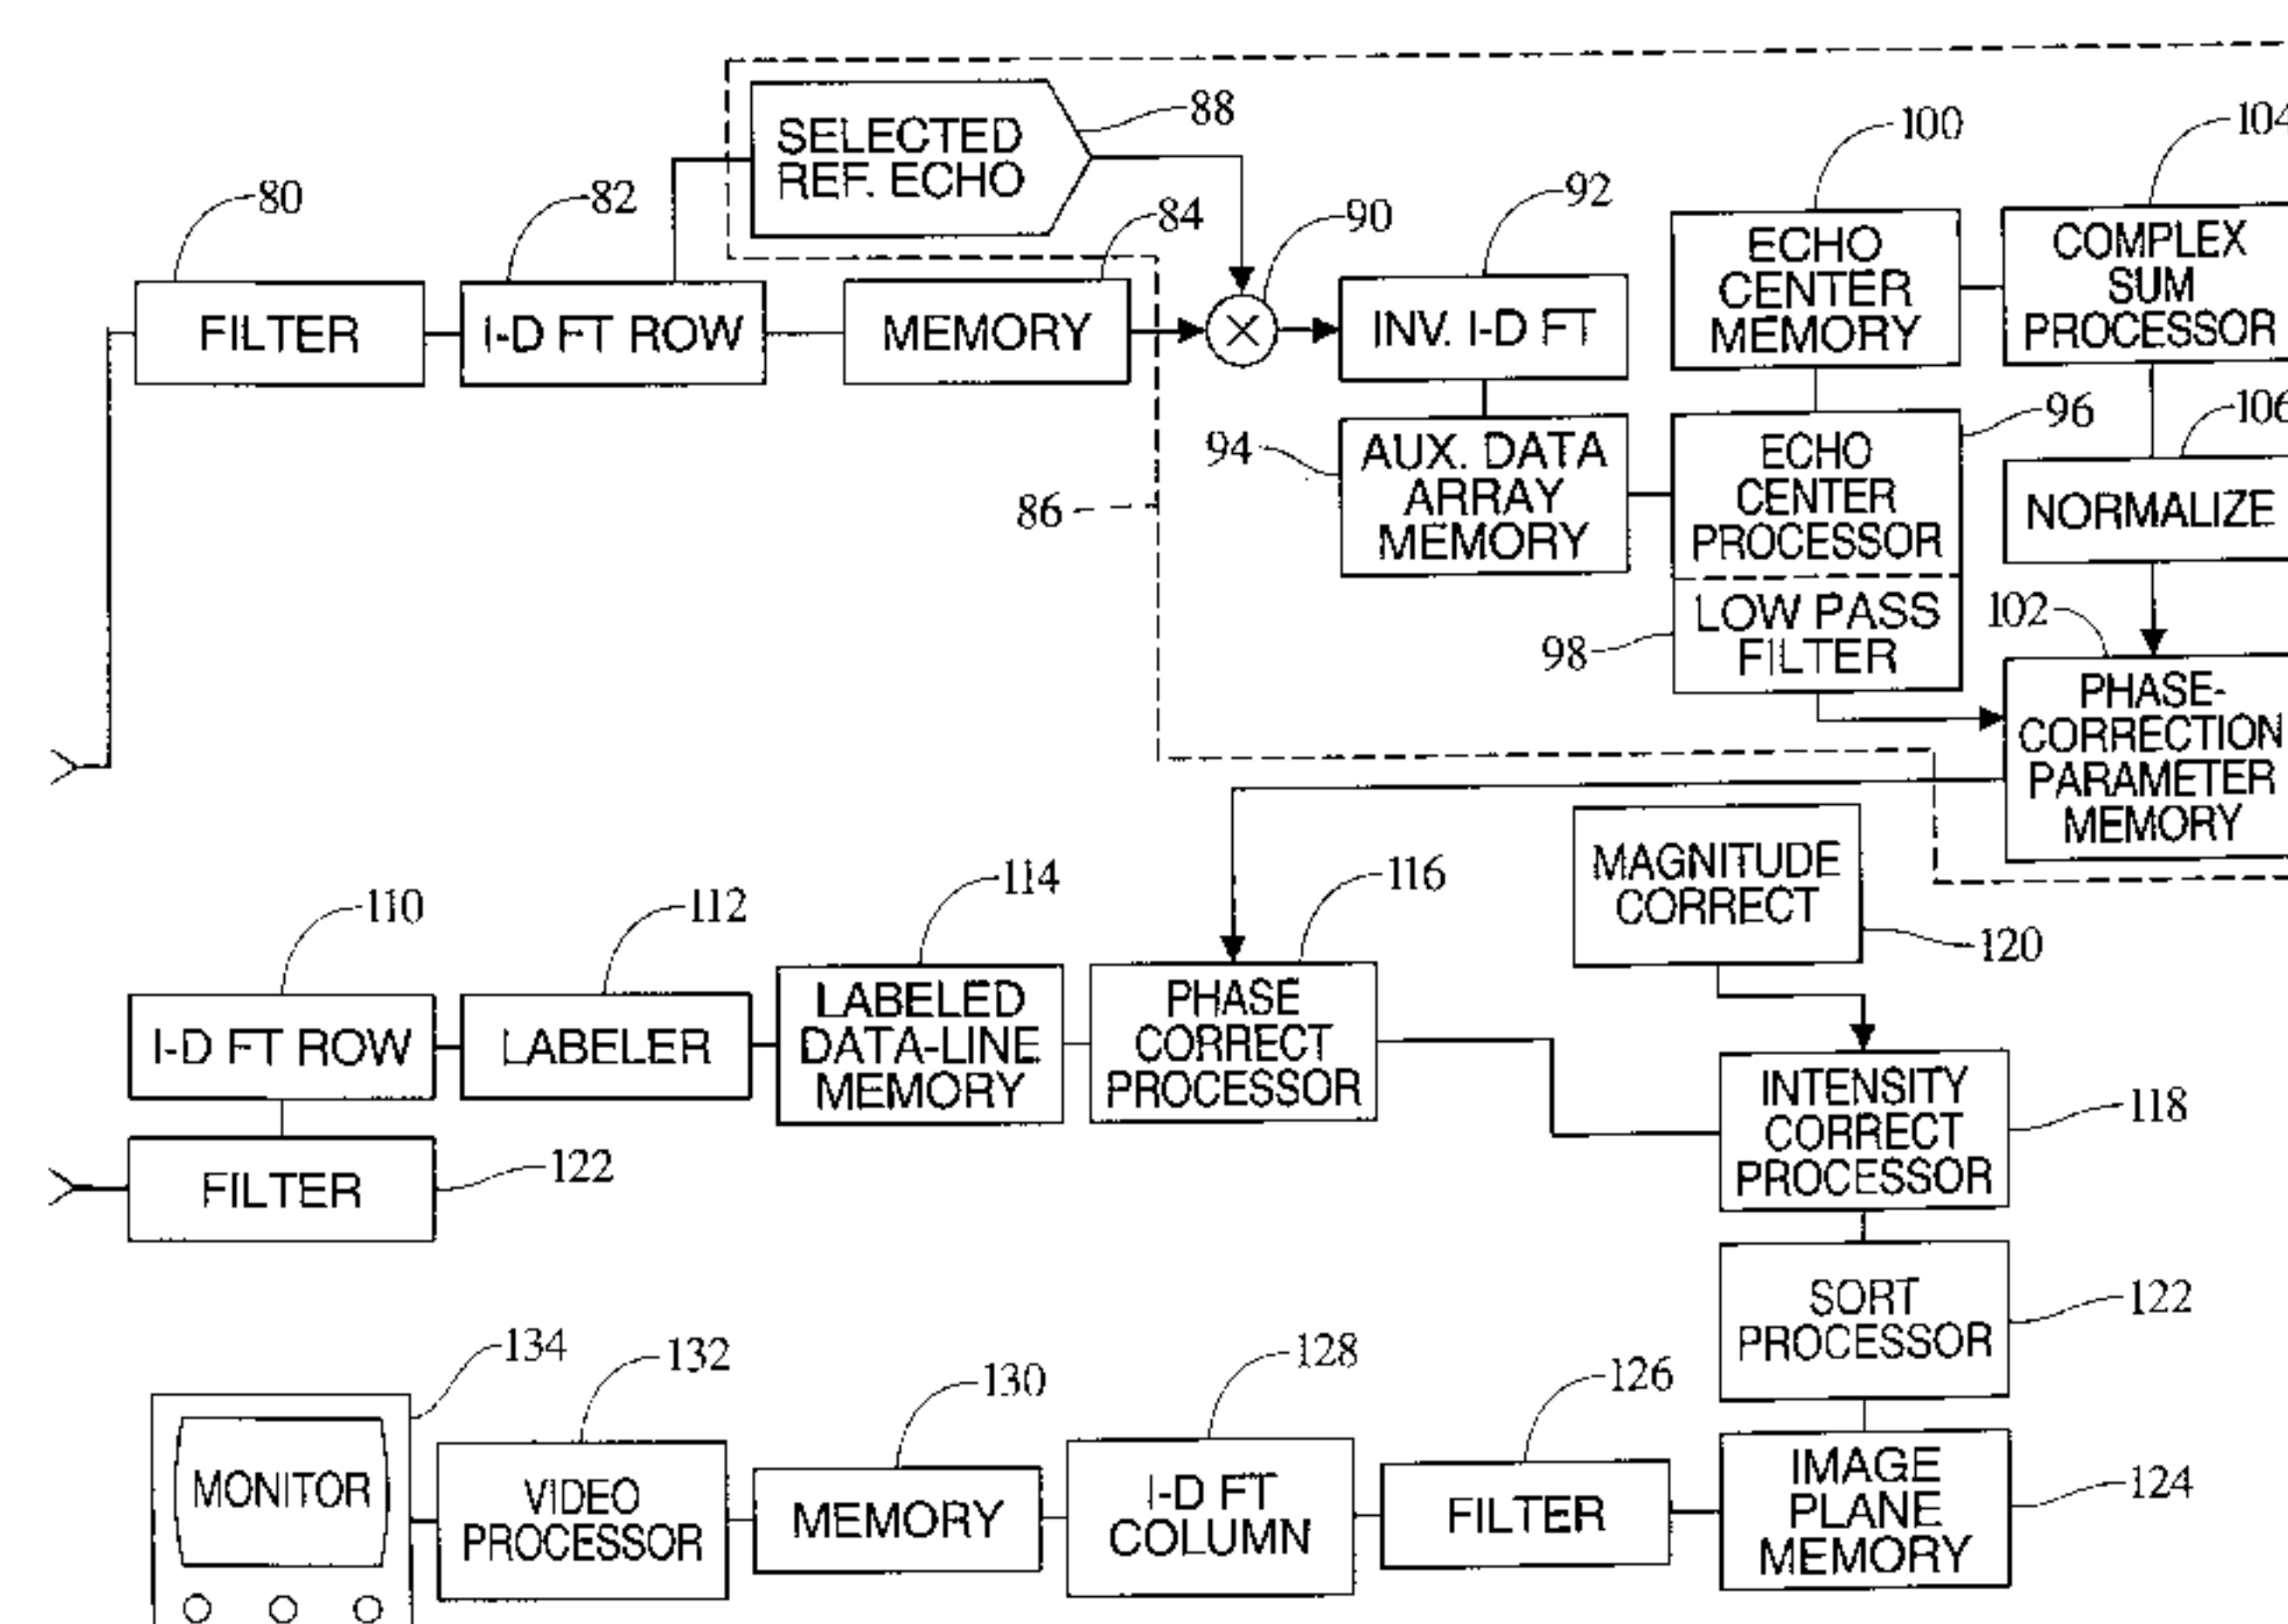 88
SELECTED
REF. ECHO
100
104
80
82
84
90
92
ECHO
CENTER
MEMORY
COMPLEX
SUM
PROCESSOR
FILTER
I-D FT ROW
MEMORY
INV. I-D FT
96
106
94
AUX. DATA
ARRAY
MEMORY
ECHO
CENTER
PROCESSOR
NORMALIZE
86
LOW PASS
FILTER
98
102
PHASE-
CORRECTION
PARAMETER
MEMORY
MAGNITUDE
CORRECT
120
110
112
114
116
I-D FT ROW
LABELER
LABELED
DATA-LINE
MEMORY
PHASE
CORRECT
PROCESSOR
INTENSITY
CORRECT
PROCESSOR
118
FILTER
122
SORT
PROCESSOR
122
134
132
130
128
126
MONITOR
VIDEO
PROCESSOR
MEMORY
I-D FT
COLUMN
FILTER
IMAGE
PLANE
MEMORY
124